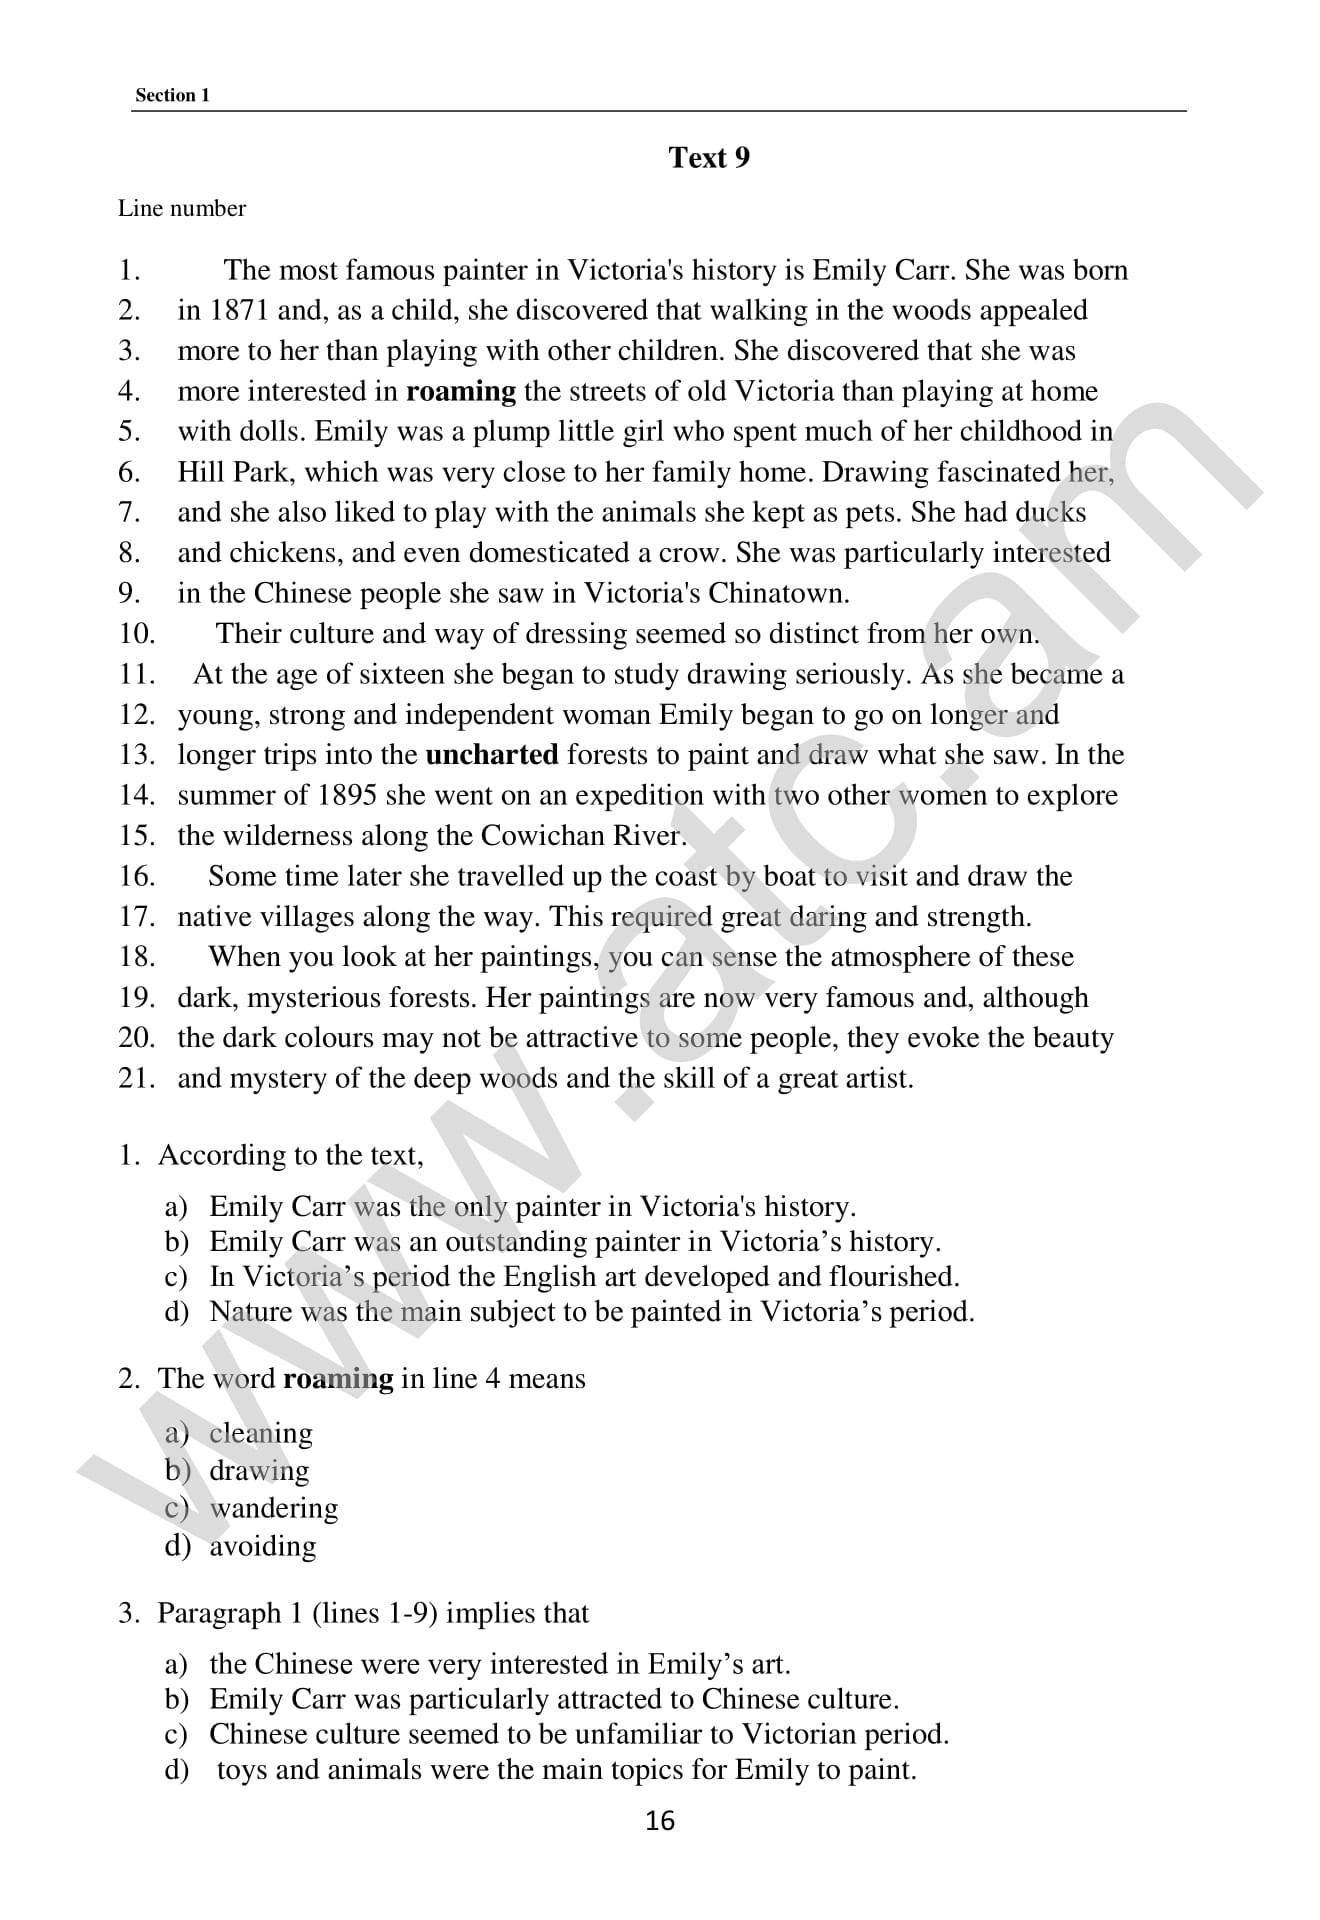 Section 1
Text 9
Line number
1. The most famous painter in Victoria's history is Emily Carr. She was born
2. in 1871 and, as a child, she discovered that walking in the woods appealed
3. more to her than playing with other children. She discovered that she was
4. more interested in roaming the streets of old Victoria than playing at home
5. with dolls. Emily was a plump little girl who spent much of her childhood in
6. Hill Park, which was very close to her family home. Drawing fascinated her,
7. and she also liked to play with the animals she kept as pets. She had ducks
8. and chickens, and even domesticated a crow. She was particularly interested
9. in the Chinese people she saw in Victoria's Chinatown.
10. Their culture and way of dressing seemed so distinct from her own.
11. At the age of sixteen she began to study drawing seriously. As she became a
12. young, strong and independent woman Emily began to go on longer and
13. longer trips into the uncharted forests to paint and draw what she saw. In the
14. summer of 1895 she went on an expedition with two other women to explore
15. the wilderness along the Cowichan River.
16. Some time later she travelled up the coast by boat to visit and draw the
17. native villages along the way. This required great daring and strength.
18. When you look at her paintings, you can sense the atmosphere of these
19. dark, mysterious forests. Her paintings are now very famous and, although
20. the dark colours may not be attractive to some people, they evoke the beauty
21. and mystery of the deep woods and the skill of a great artist.
1. According to the text,
a) Emily Carr was the only painter in Victoria's history.
b) Emily Carr was an outstanding painter in Victoria’s history.
c) In Victoria’s period the English art developed and flourished.
d) Nature was the main subject to be painted in Victoria’s period.
2. The word roaming in line 4 means
a) cleaning
b) drawing
c) wandering
d) avoiding
3. Paragraph 1 (lines 1-9) implies that
a) the Chinese were very interested in Emily’s art.
b) Emily Carr was particularly attracted to Chinese culture.
c) Chinese culture seemed to be unfamiliar to Victorian period.
d) toys and animals were the main topics for Emily to paint.
16
www.atc.am